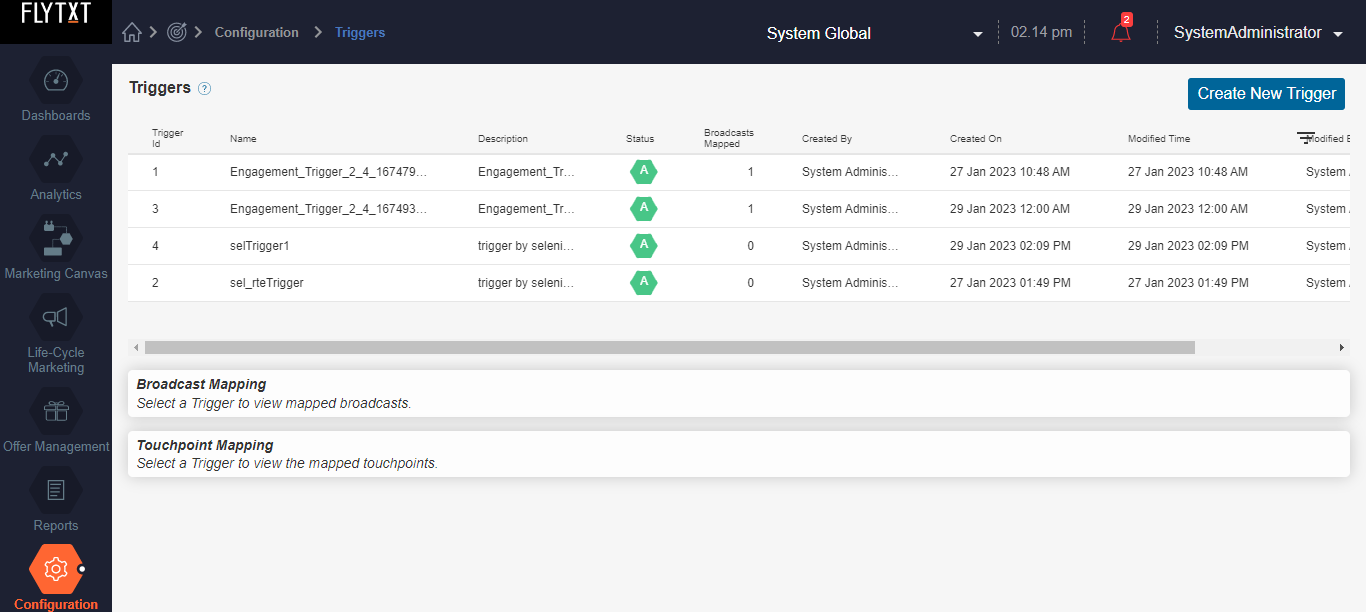 FLYTXT
Configuration
Triggers
System Global
02.14 pm
2
SystemAdministrator
Dashboards
Analytics
Marketing Canvas
Life-Cycle
Marketing
Offer Management
Reports
Configuration
Triggers ?
Create New Trigger
Trigger Id Name Description Status Broadcasts Mapped Created By Created On Modified Time Modified B
1 Engagement_Trigger_2_4_167479... Engagement_Tr... A 1 System Adminis... 27 Jan 2023 10:48 AM 27 Jan 2023 10:48 AM System
3 Engagement_Trigger_2_4_167493... Engagement_Tr... A 1 System Adminis... 29 Jan 2023 12:00 AM 29 Jan 2023 12:00 AM System
4 selTrigger1 trigger by seleni... A 0 System Adminis... 29 Jan 2023 02:09 PM 29 Jan 2023 02:09 PM System
2 sel_rteTrigger trigger by seleni... A 0 System Adminis... 27 Jan 2023 01:49 PM 27 Jan 2023 01:49 PM System
Broadcast Mapping
Select a Trigger to view mapped broadcasts.
Touchpoint Mapping
Select a Trigger to view the mapped touchpoints.